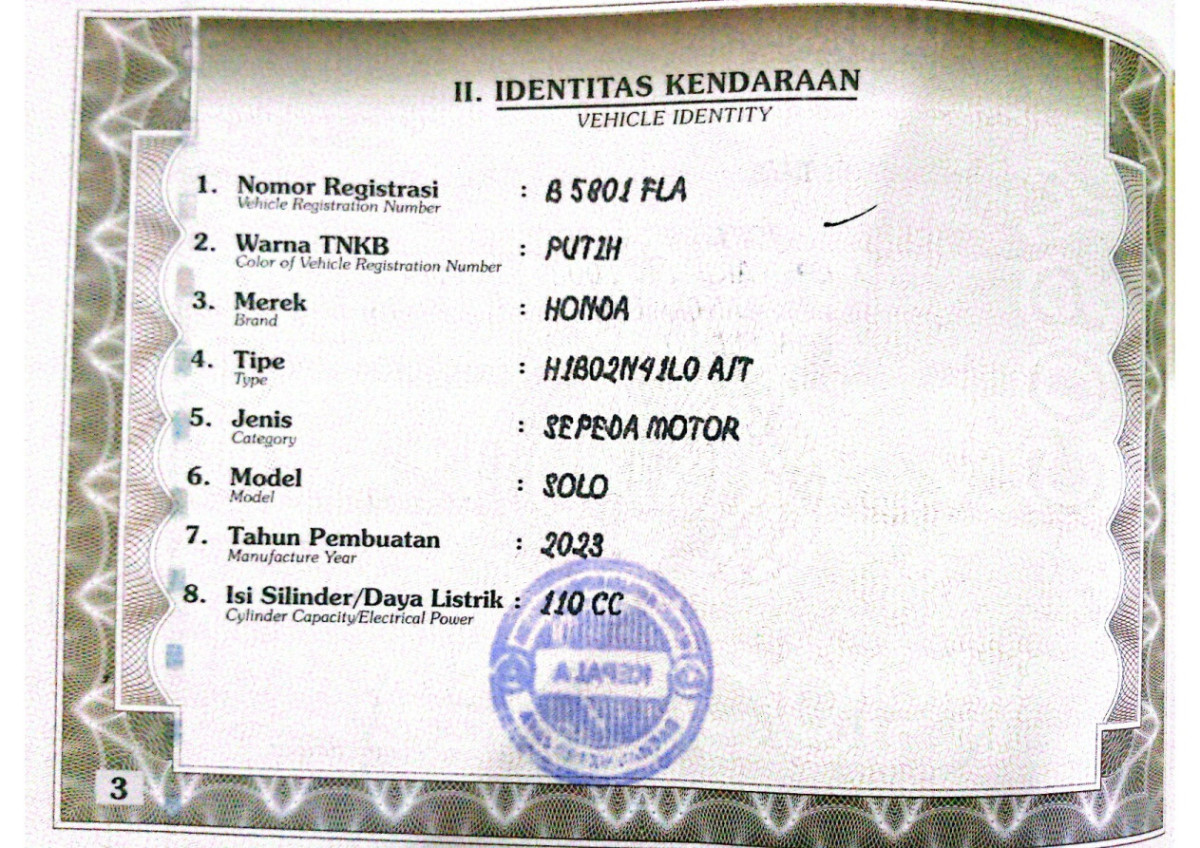 II. IDENTITAS KENDARAAN
VEHICLE IDENTITY
1. Nomor Registrasi : B 5801 FLA
Vehicle Registration Number
2. Warna TNKB : PUTIH
Color of Vehicle Registration Number
3. Merek : HONDA
Brand
4. Tipe : H1B02N41L0 A/T
Type
5. Jenis : SEPEDA MOTOR
Category
6. Model : SOLO
Model
7. Tahun Pembuatan : 2023
Manufacture Year
8. Isi Silinder/Daya Listrik : 110 CC
Cylinder Capacity/Electrical Power
KEPALA
3